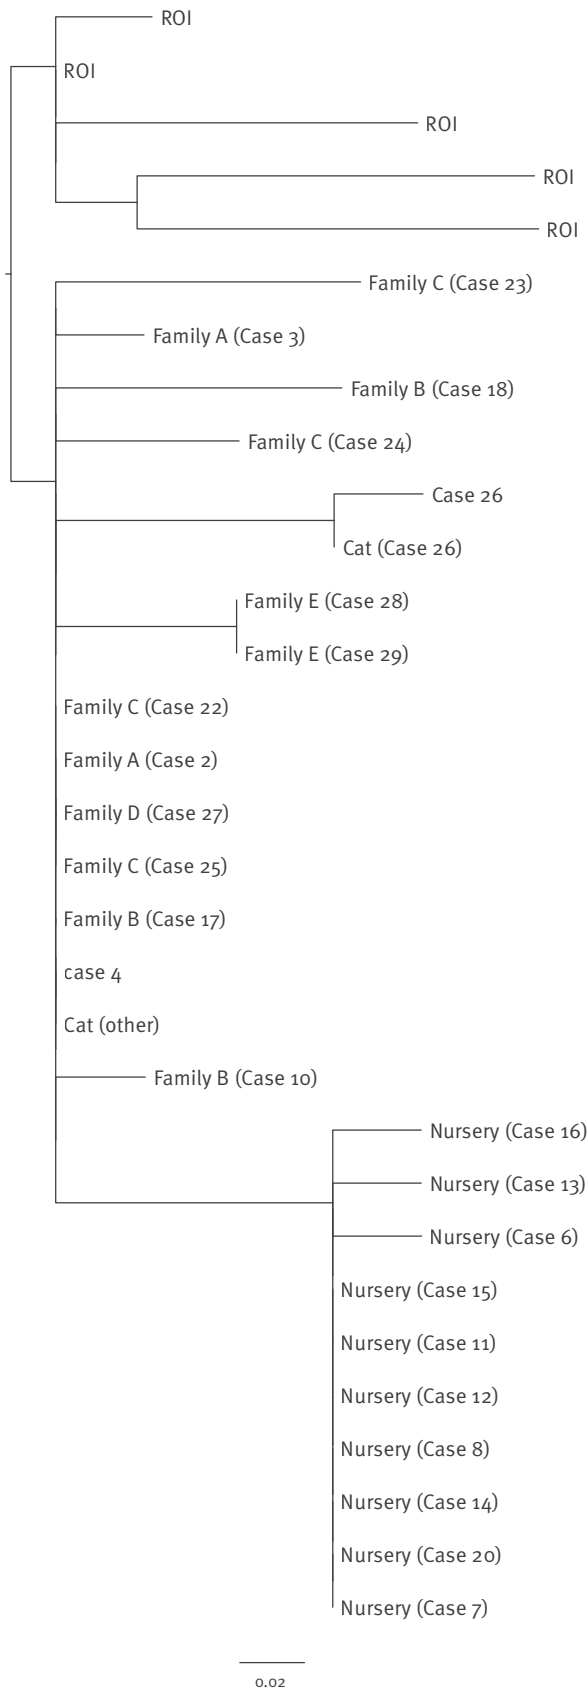 ROI
ROI
ROI
ROI
ROI
Family C (Case 23)
Family A (Case 3)
Family B (Case 18)
Family C (Case 24)
Case 26
Cat (Case 26)
Family E (Case 28)
Family E (Case 29)
Family C (Case 22)
Family A (Case 2)
Family D (Case 27)
Family C (Case 25)
Family B (Case 17)
case 4
Cat (other)
Family B (Case 10)
Nursery (Case 16)
Nursery (Case 13)
Nursery (Case 6)
Nursery (Case 15)
Nursery (Case 11)
Nursery (Case 12)
Nursery (Case 8)
Nursery (Case 14)
Nursery (Case 20)
Nursery (Case 7)
0.02